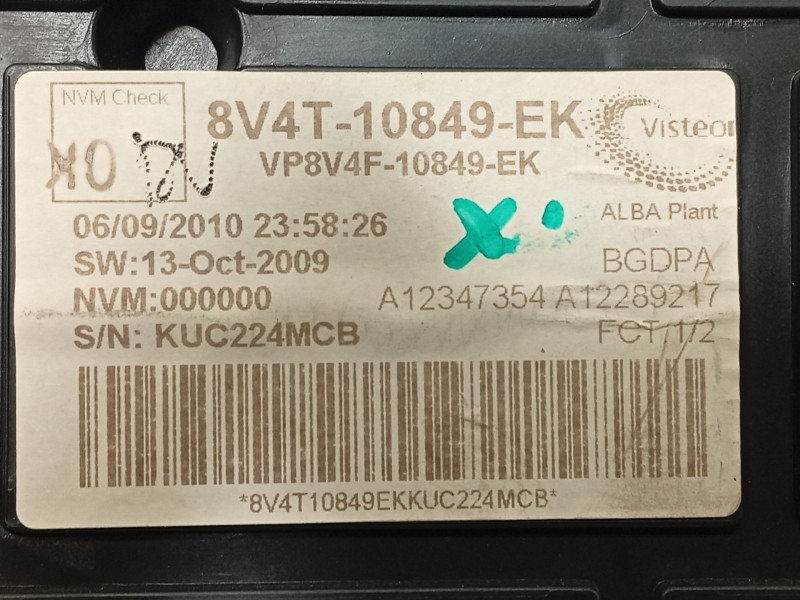 NVM Check
8V4T-10849-EK
Visteon
VP8V4F-10849-EK
ALBA Plant
06/09/2010 23:58:26
SW:13-Oct-2009
BGDPA
NVM:000000
A12347354 A12289217
S/N: KUC224MCB
FCT 1/2
*8V4T10849EKKUC224MCB*